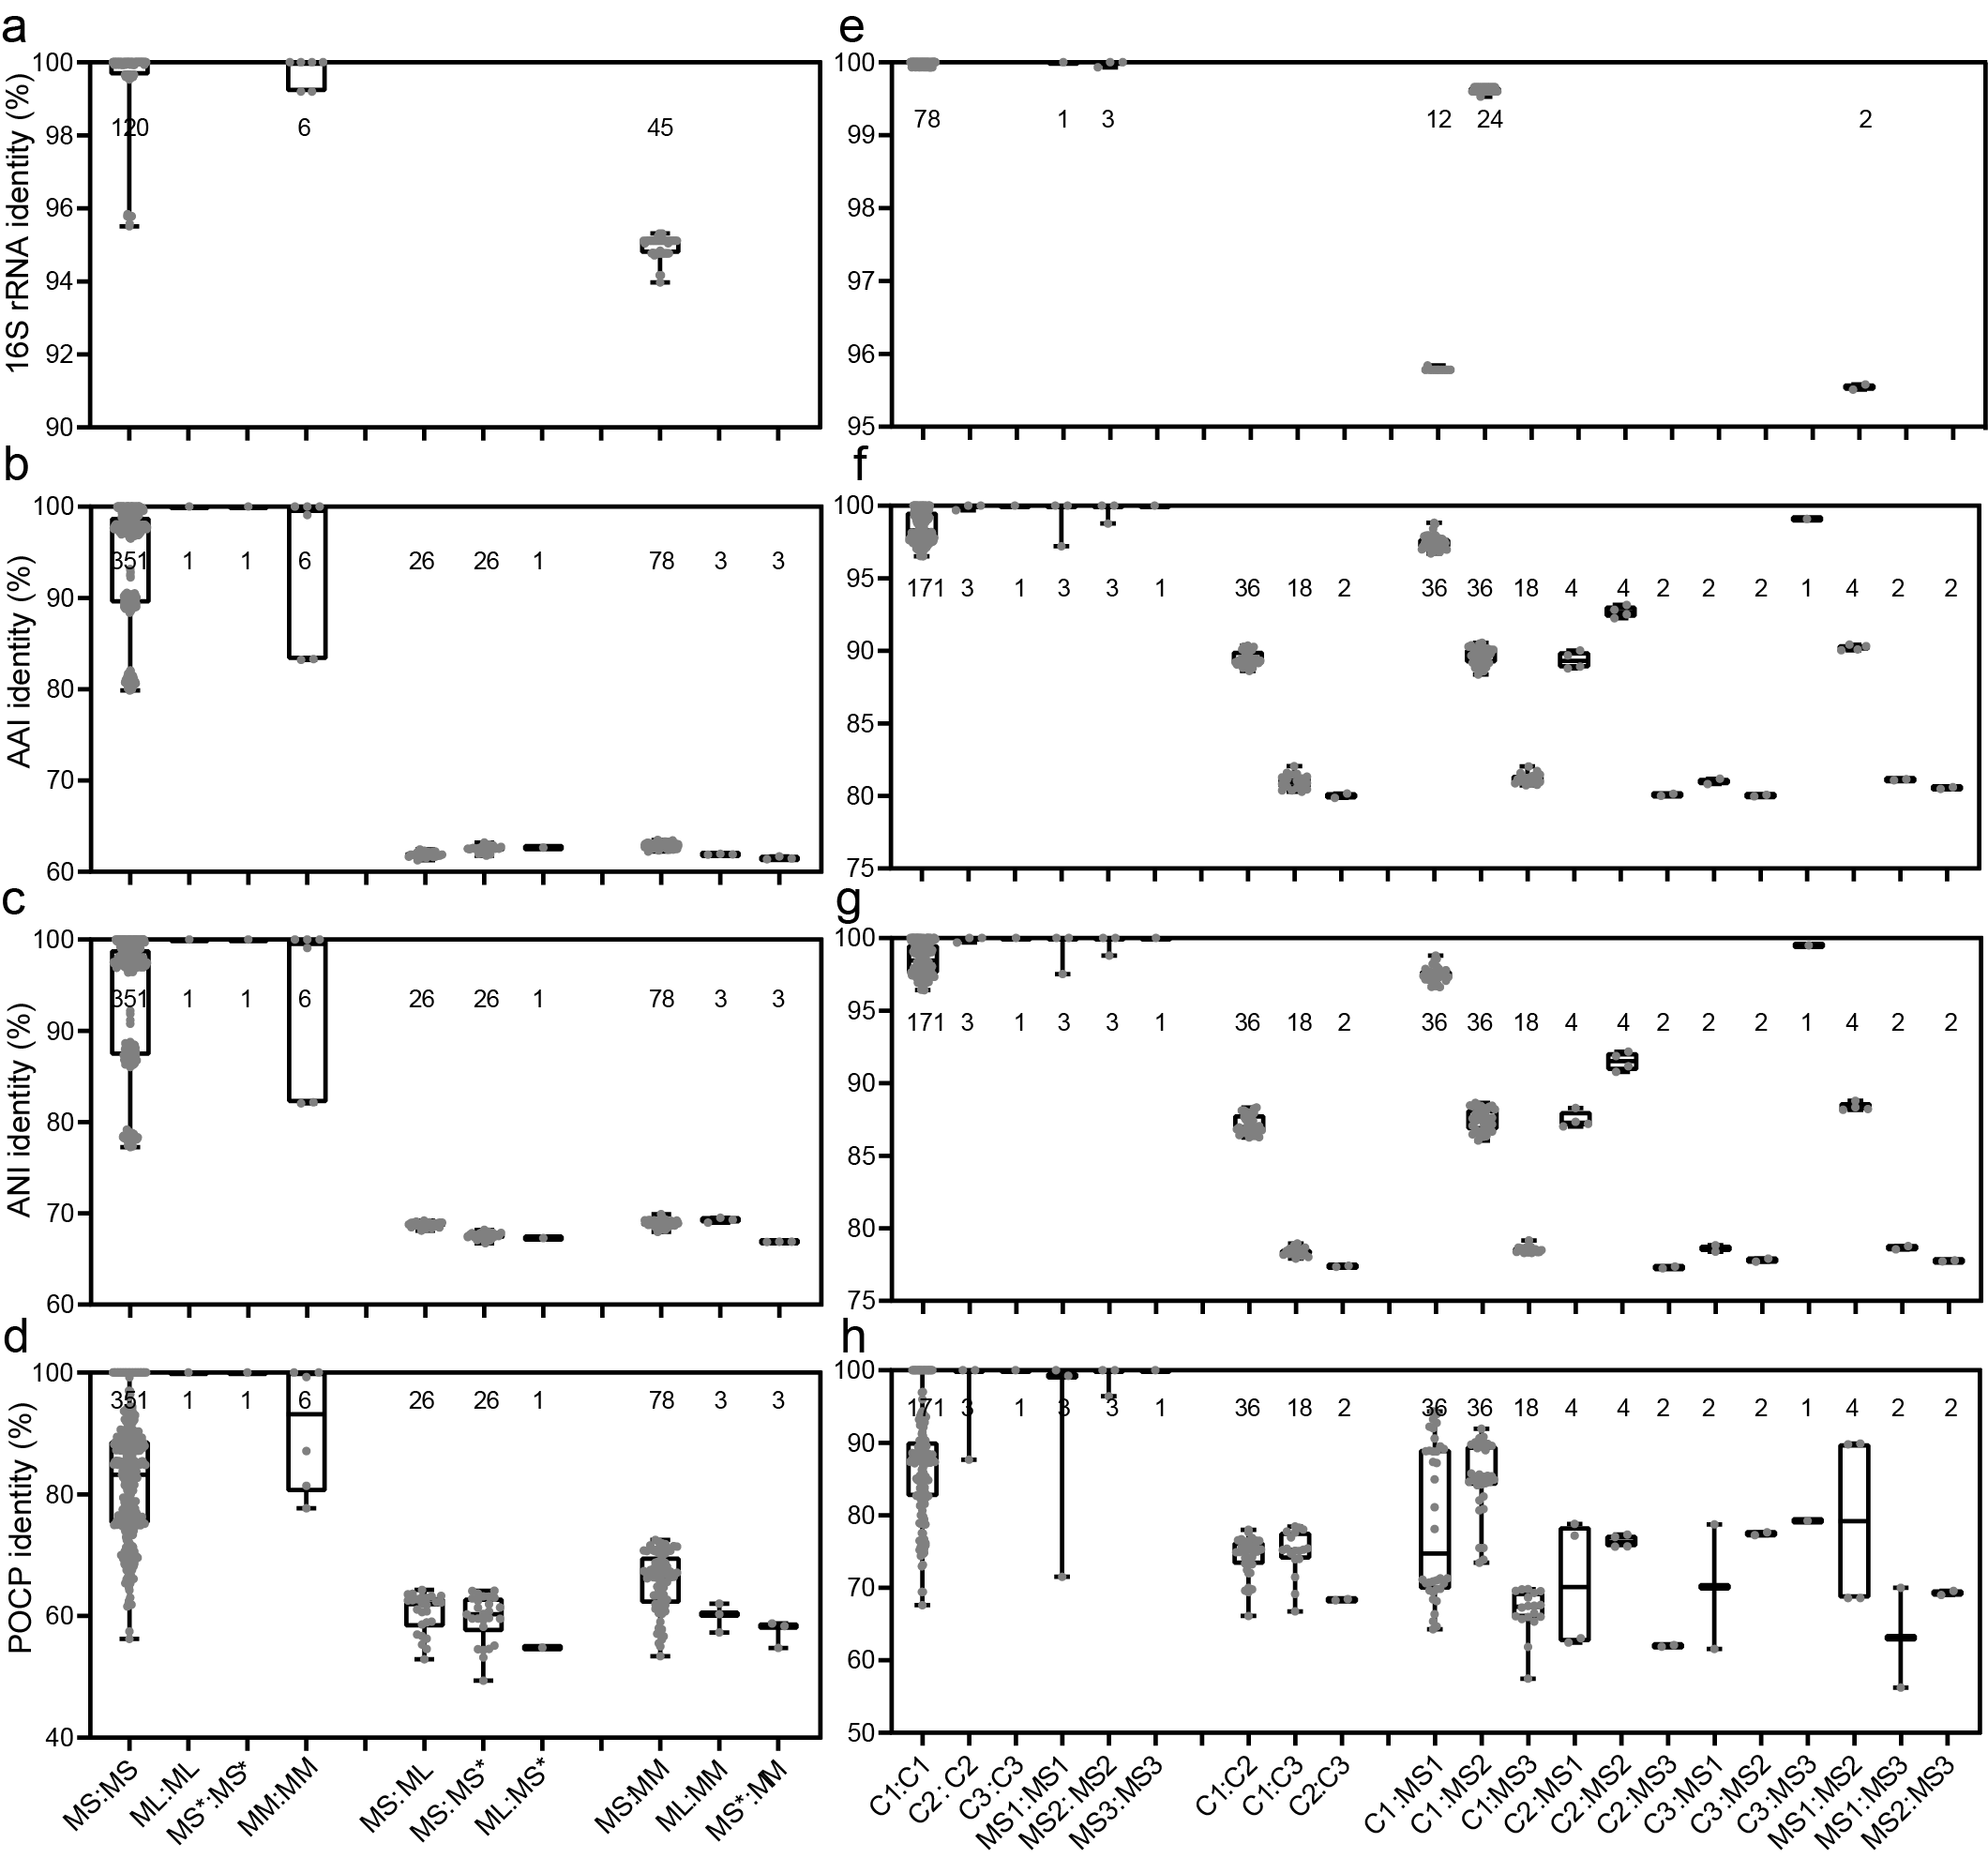 a
16S rRNA identity (%)
100
98
96
94
92
90
120
6
45
b
AAI identity (%)
100
90
80
70
60
351 1 1 6 26 26 1 78 3 3
c
ANI identity (%)
100
90
80
70
60
351 1 1 6 26 26 1 78 3 3
d
POCP identity (%)
100
80
60
40
351 1 1 6 26 26 1 78 3 3
MS:MS
ML:ML
MS*:MS*
MM:MM
MS:ML
MS:MS*
ML:MS*
MS:MM
ML:MM
MS*:MM
e
100
99
98
97
96
95
78 1 3 12 24 2
f
100
95
90
85
80
75
171 3 1 3 3 1 36 18 2 36 36 18 4 4 2 2 2 1 4 2 2
g
100
95
90
85
80
75
171 3 1 3 3 1 36 18 2 36 36 18 4 4 2 2 2 1 4 2 2
h
100
90
80
70
60
50
171 3 1 3 3 1 36 18 2 36 36 18 4 4 2 2 2 1 4 2 2
C1:C1
C2: C2
C3:C3
MS1:MS1
MS2: MS2
MS3:MS3
C1:C2
C1:C3
C2:C3
C1:MS1
C1:MS2
C1:MS3
C2:MS1
C2:MS2
C2:MS3
C3:MS1
C3:MS2
C3:MS3
MS1:MS2
MS1:MS3
MS2:MS3